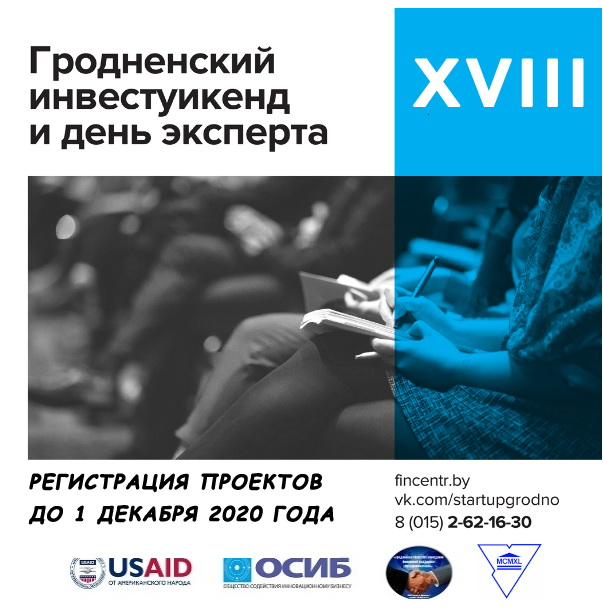 Гродненский
инвестуикенд
и день эксперта
XVIII
РЕГИСТРАЦИЯ ПРОЕКТОВ
ДО 1 ДЕКАБРЯ 2020 ГОДА
fincentr.by
vk.com/startupgrodno
8 (015) 2-62-16-30
USAID
ОТ АМЕРИКАНСКОГО НАРОДА
ОСИБ
ОБЩЕСТВО СОДЕЙСТВИЯ ИННОВАЦИОННОМУ БИЗНЕСУ
MCMXL